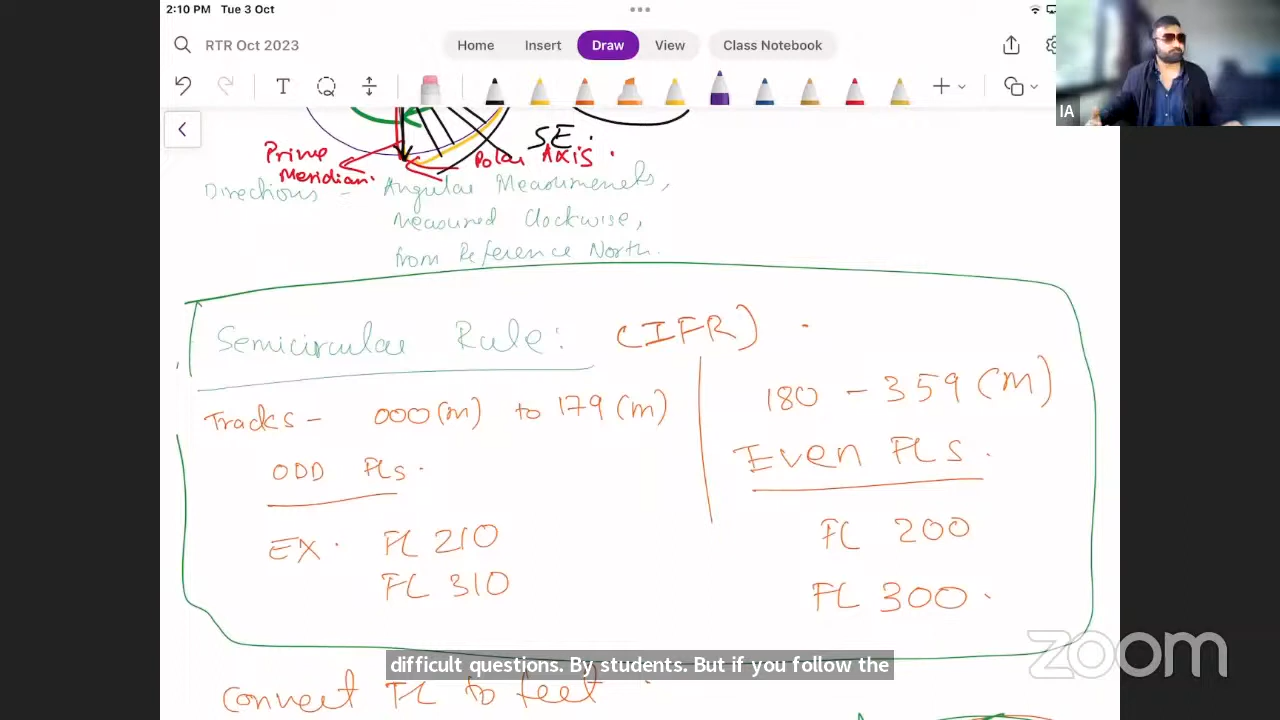 2:10 PM Tue 3 Oct
RTR Oct 2023
Home Insert Draw View Class Notebook
IA
SE.
Prime Meridian.
Polar Axis.
Directions - Angular Measuremenets,
Measured Clockwise,
from Reference North.
Semicircular Rule: (IFR)
Tracks - 000(m) to 179(m)
180 - 359(m)
ODD FLs.
Even FLs.
EX. FL 210
FL 200
FL 310
FL 300.
difficult questions. By students. But if you follow the
zoom
convert FL to feet